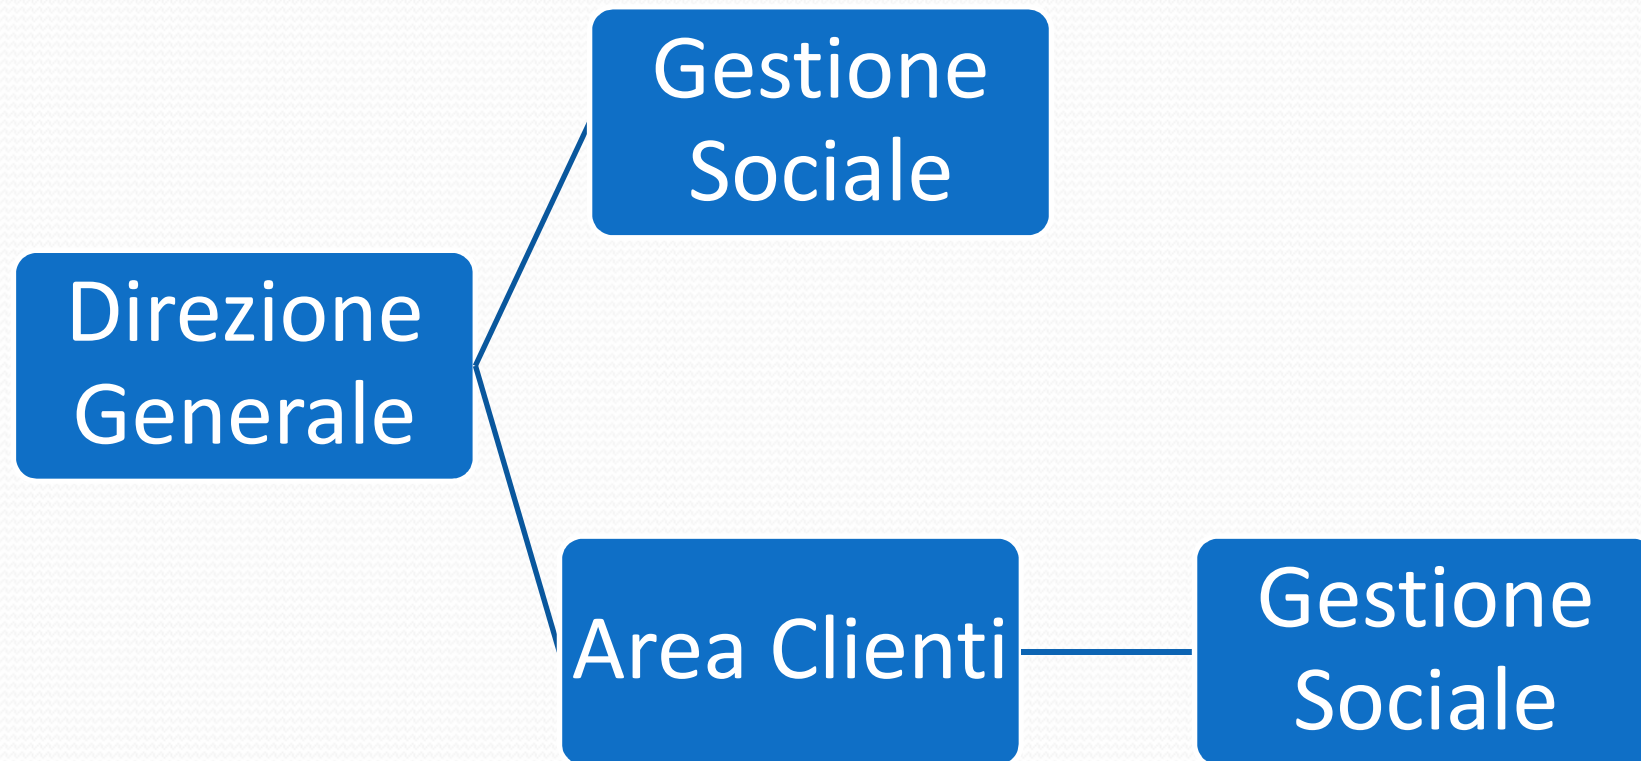 Gestione
Sociale
Direzione
Generale
Area Clienti
Gestione
Sociale